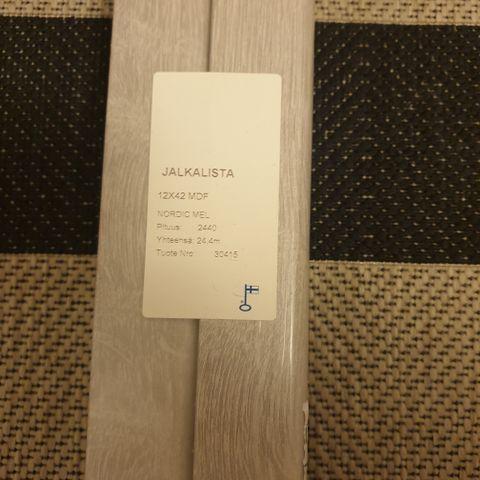 JALKALISTA
12X42 MDF
NORDIC MEL
Pituus: 2440
Yhteensä: 24,4m
Tuote Nro: 30415